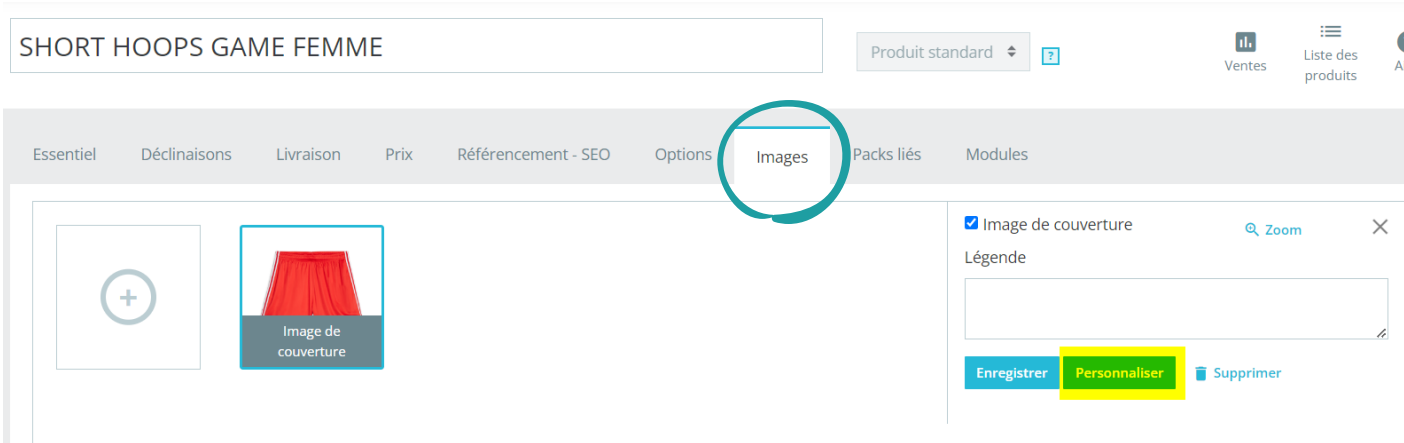 SHORT HOOPS GAME FEMME
Produit standard
?
Ventes
Liste des
produits
Essentiel Déclinaisons Livraison Prix Référencement - SEO Options Images Packs liés Modules
Image de
couverture
Image de couverture
Zoom
Légende
Enregistrer Personnaliser Supprimer